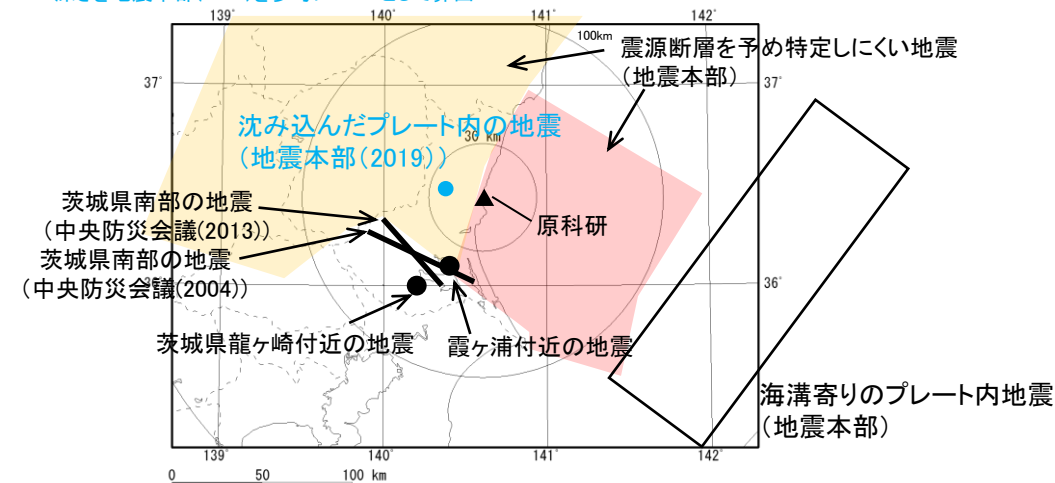 139°
140°
141°
142°
100km
震源断層を予め特定しにくい地震
(地震本部)
37°
37°
沈み込んだプレート内の地震
(地震本部(2019))
30 km
茨城県南部の地震
(中央防災会議(2013))
原科研
茨城県南部の地震
(中央防災会議(2004))
36°
36°
茨城県龍ヶ崎付近の地震
霞ヶ浦付近の地震
海溝寄りのプレート内地震
(地震本部)
139°
140°
141°
142°
0 50 100 km